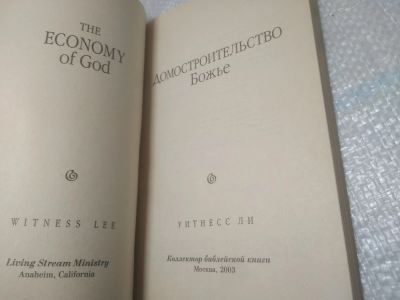 THE
ECONOMY
of God
WITNESS LEE
Living Stream Ministry
Anaheim, California
ДОМОСТРОИТЕЛЬСТВО
Божье
УИТНЕСС ЛИ
Коллектор библейской книги
Москва, 2003